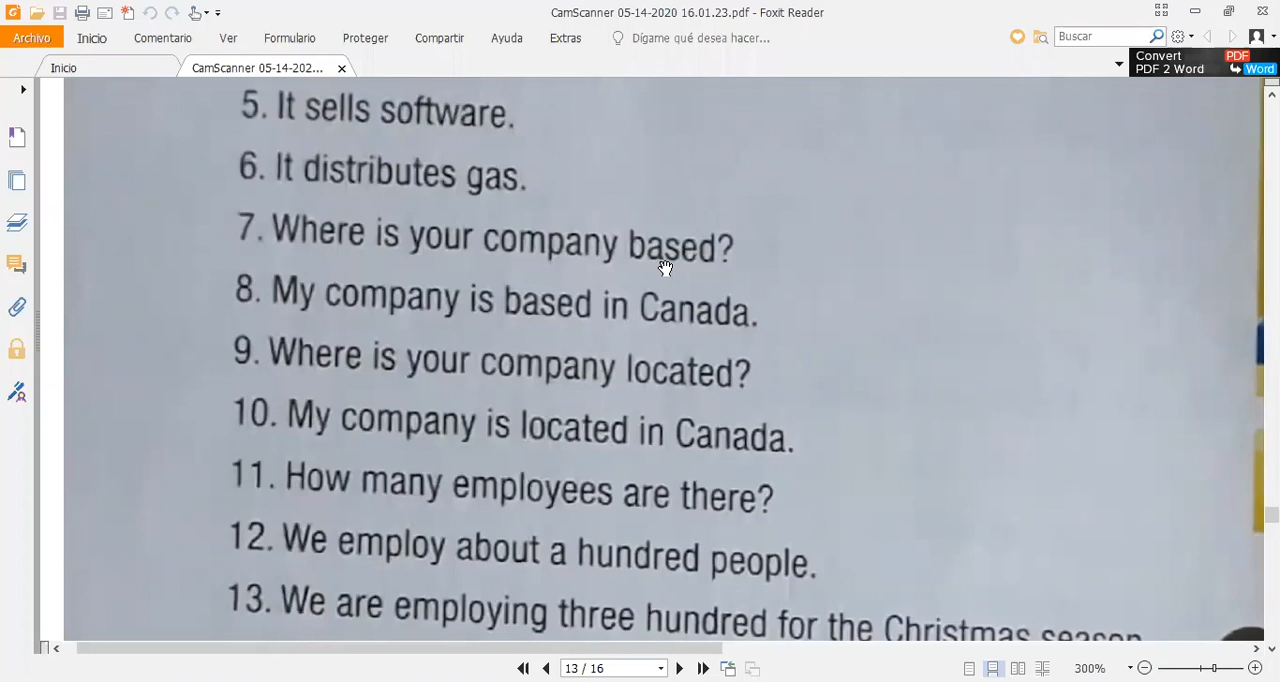 CamScanner 05-14-2020 16.01.23.pdf - Foxit Reader
Archivo Inicio Comentario Ver Formulario Proteger Compartir Ayuda Extras Dígame qué desea hacer... Buscar
Inicio CamScanner 05-14-202...
Convert PDF
PDF 2 Word Word
5. It sells software.
6. It distributes gas.
7. Where is your company based?
8. My company is based in Canada.
9. Where is your company located?
10. My company is located in Canada.
11. How many employees are there?
12. We employ about a hundred people.
13. We are employing three hundred for the Christmas season
13 / 16 300%